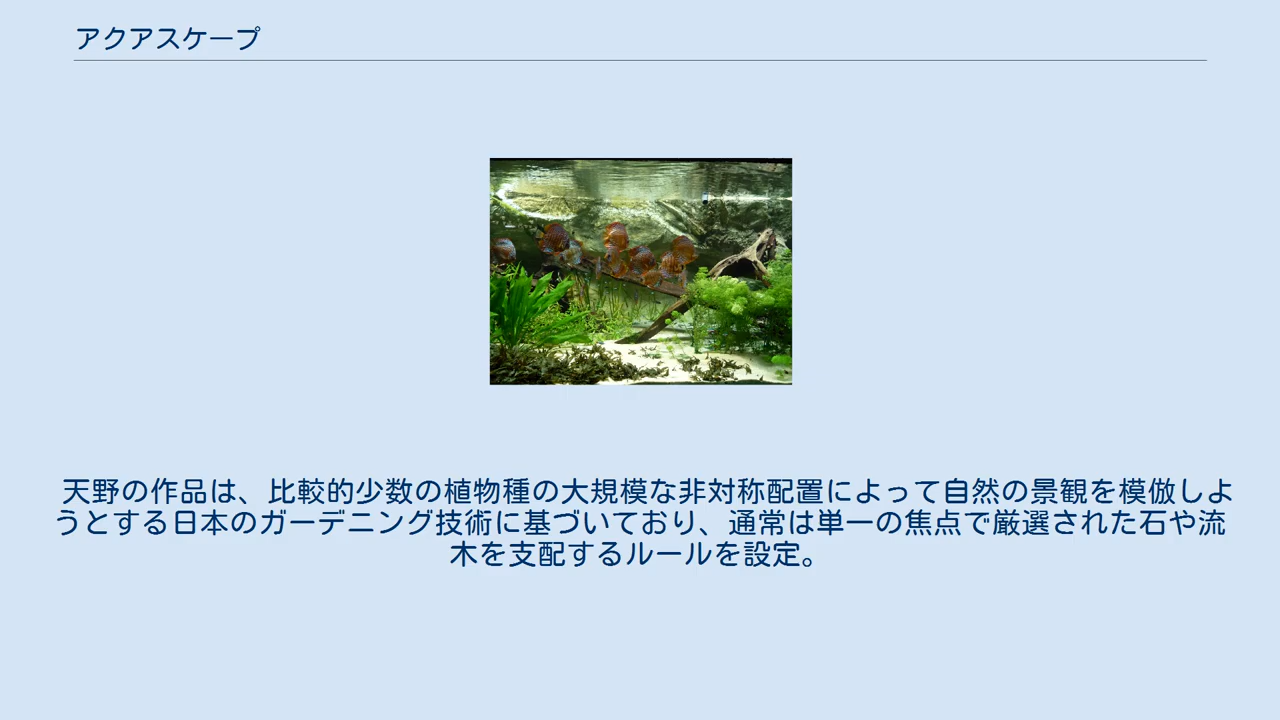 アクアスケープ
天野の作品は、比較的少数の植物種の大規模な非対称配置によって自然の景観を模倣しよ
うとする日本のガーデニング技術に基づいており、通常は単一の焦点で厳選された石や流
木を支配するルールを設定。